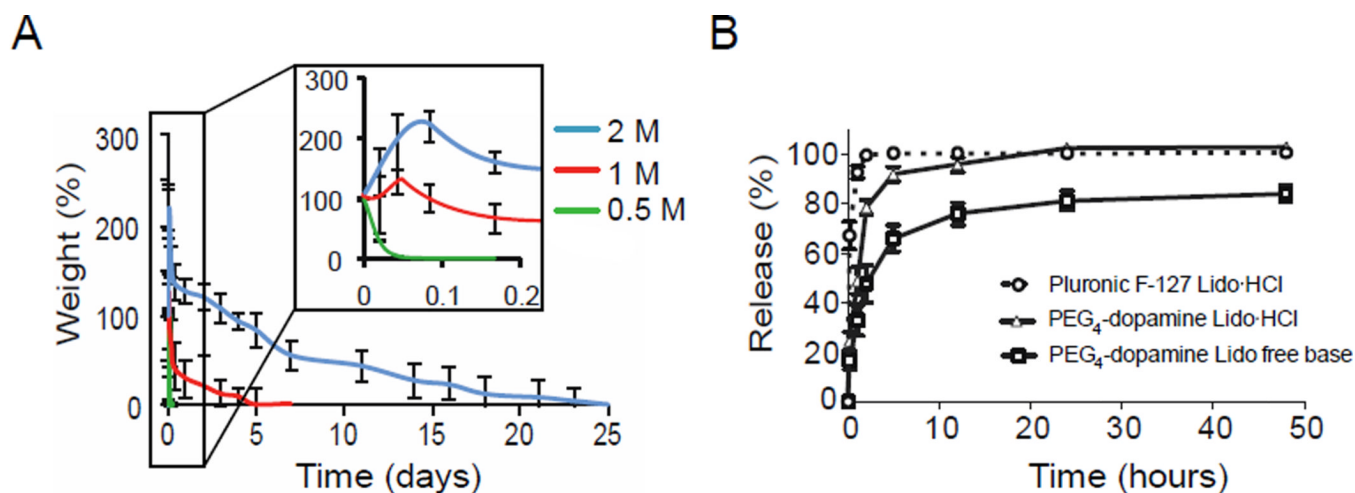 A
300
200
100
0
Weight (%)
0
5
10
15
20
25
Time (days)
300
200
100
0
0
0.1
0.2
2 M
1 M
0.5 M
B
100
80
60
40
20
0
Release (%)
0
10
20
30
40
50
Time (hours)
Pluronic F-127 Lido·HCl
PEG₄-dopamine Lido·HCl
PEG₄-dopamine Lido free base